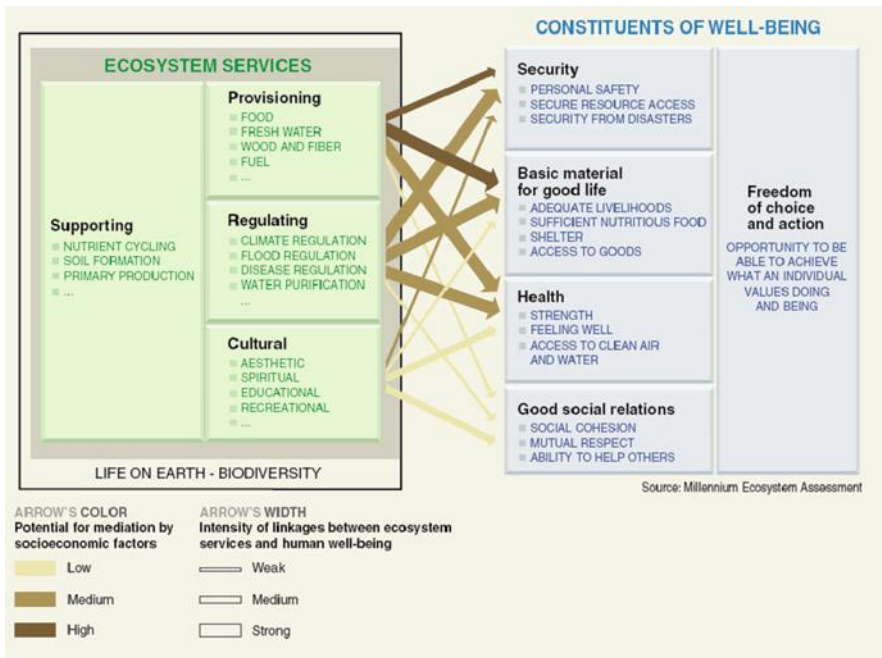 CONSTITUENTS OF WELL-BEING
ECOSYSTEM SERVICES
Supporting
NUTRIENT CYCLING
SOIL FORMATION
PRIMARY PRODUCTION
...
Provisioning
FOOD
FRESH WATER
WOOD AND FIBER
FUEL
...
Regulating
CLIMATE REGULATION
FLOOD REGULATION
DISEASE REGULATION
WATER PURIFICATION
...
Cultural
AESTHETIC
SPIRITUAL
EDUCATIONAL
RECREATIONAL
...
LIFE ON EARTH - BIODIVERSITY
Security
PERSONAL SAFETY
SECURE RESOURCE ACCESS
SECURITY FROM DISASTERS
Basic material
for good life
ADEQUATE LIVELIHOODS
SUFFICIENT NUTRITIOUS FOOD
SHELTER
ACCESS TO GOODS
Health
STRENGTH
FEELING WELL
ACCESS TO CLEAN AIR
AND WATER
Good social relations
SOCIAL COHESION
MUTUAL RESPECT
ABILITY TO HELP OTHERS
Freedom
of choice
and action
OPPORTUNITY TO BE
ABLE TO ACHIEVE
WHAT AN INDIVIDUAL
VALUES DOING
AND BEING
Source: Millennium Ecosystem Assessment
ARROW'S COLOR
Potential for mediation by
socioeconomic factors
Low
Medium
High
ARROW'S WIDTH
Intensity of linkages between ecosystem
services and human well-being
Weak
Medium
Strong